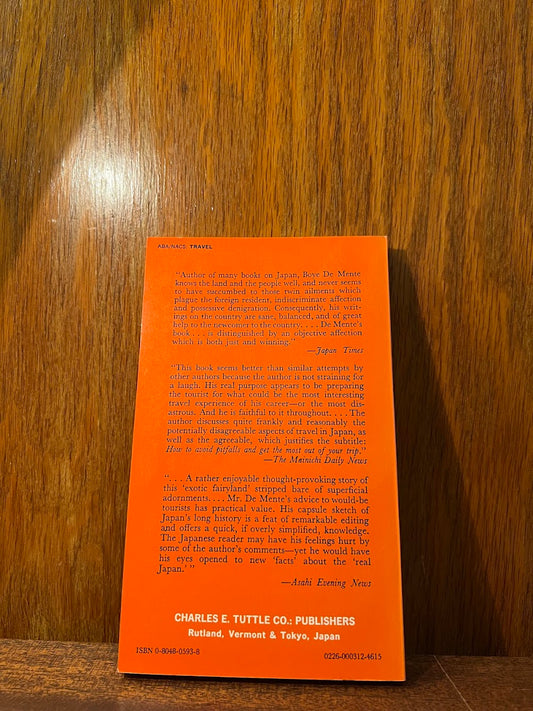 ABA/NACS: TRAVEL
"Author of many books on Japan, Boye De Mente
knows the land and the people well, and never seems
to have succumbed to those twin ailments which
plague the foreign resident, indiscriminate affection
and possessive denigration. Consequently, his writ-
ings on the country are sane, balanced, and of great
help to the newcomer to the country. . . . De Mente's
book . . . is distinguished by an objective affection
which is both just and winning."
—Japan Times
"This book seems better than similar attempts by
other authors because the author is not straining for
a laugh. His real purpose appears to be preparing
the tourist for what could be the most interesting
travel experience of his career—or the most dis-
astrous. And he is faithful to it throughout. . . . The
author discusses quite frankly and reasonably the
potentially disagreeable aspects of travel in Japan, as
well as the agreeable, which justifies the subtitle:
How to avoid pitfalls and get the most out of your trip."
—The Mainichi Daily News
". . . A rather enjoyable thought-provoking story of
this 'exotic fairyland' stripped bare of superficial
adornments. . . . Mr. De Mente's advice to would-be
tourists has practical value. His capsule sketch of
Japan's long history is a feat of remarkable editing
and offers a quick, if overly simplified, knowledge.
The Japanese reader may have his feelings hurt by
some of the author's comments—yet he would have
his eyes opened to new 'facts' about the 'real
Japan.' "
—Asahi Evening News
CHARLES E. TUTTLE CO.: PUBLISHERS
Rutland, Vermont & Tokyo, Japan
ISBN 0-8048-0593-8
0226-000312-4615